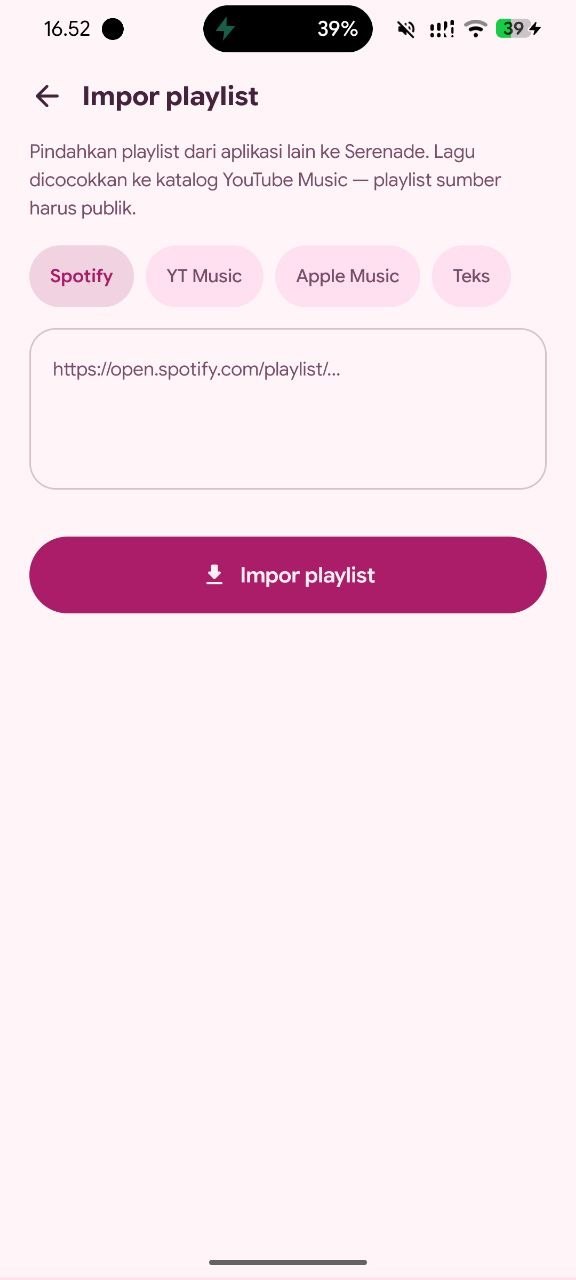 16.52
39%
39
Impor playlist
Pindahkan playlist dari aplikasi lain ke Serenade. Lagu
dicocokkan ke katalog YouTube Music — playlist sumber
harus publik.
Spotify
YT Music
Apple Music
Teks
https://open.spotify.com/playlist/...
Impor playlist